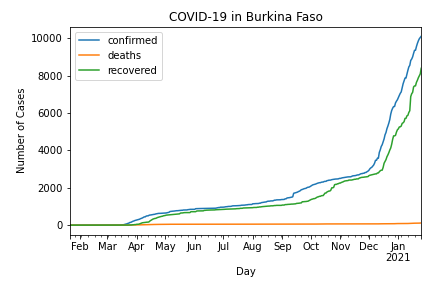 COVID-19 in Burkina Faso
confirmed
deaths
recovered
Number of Cases
10000
8000
6000
4000
2000
0
Feb Mar Apr May Jun Jul Aug Sep Oct Nov Dec Jan
2021
Day